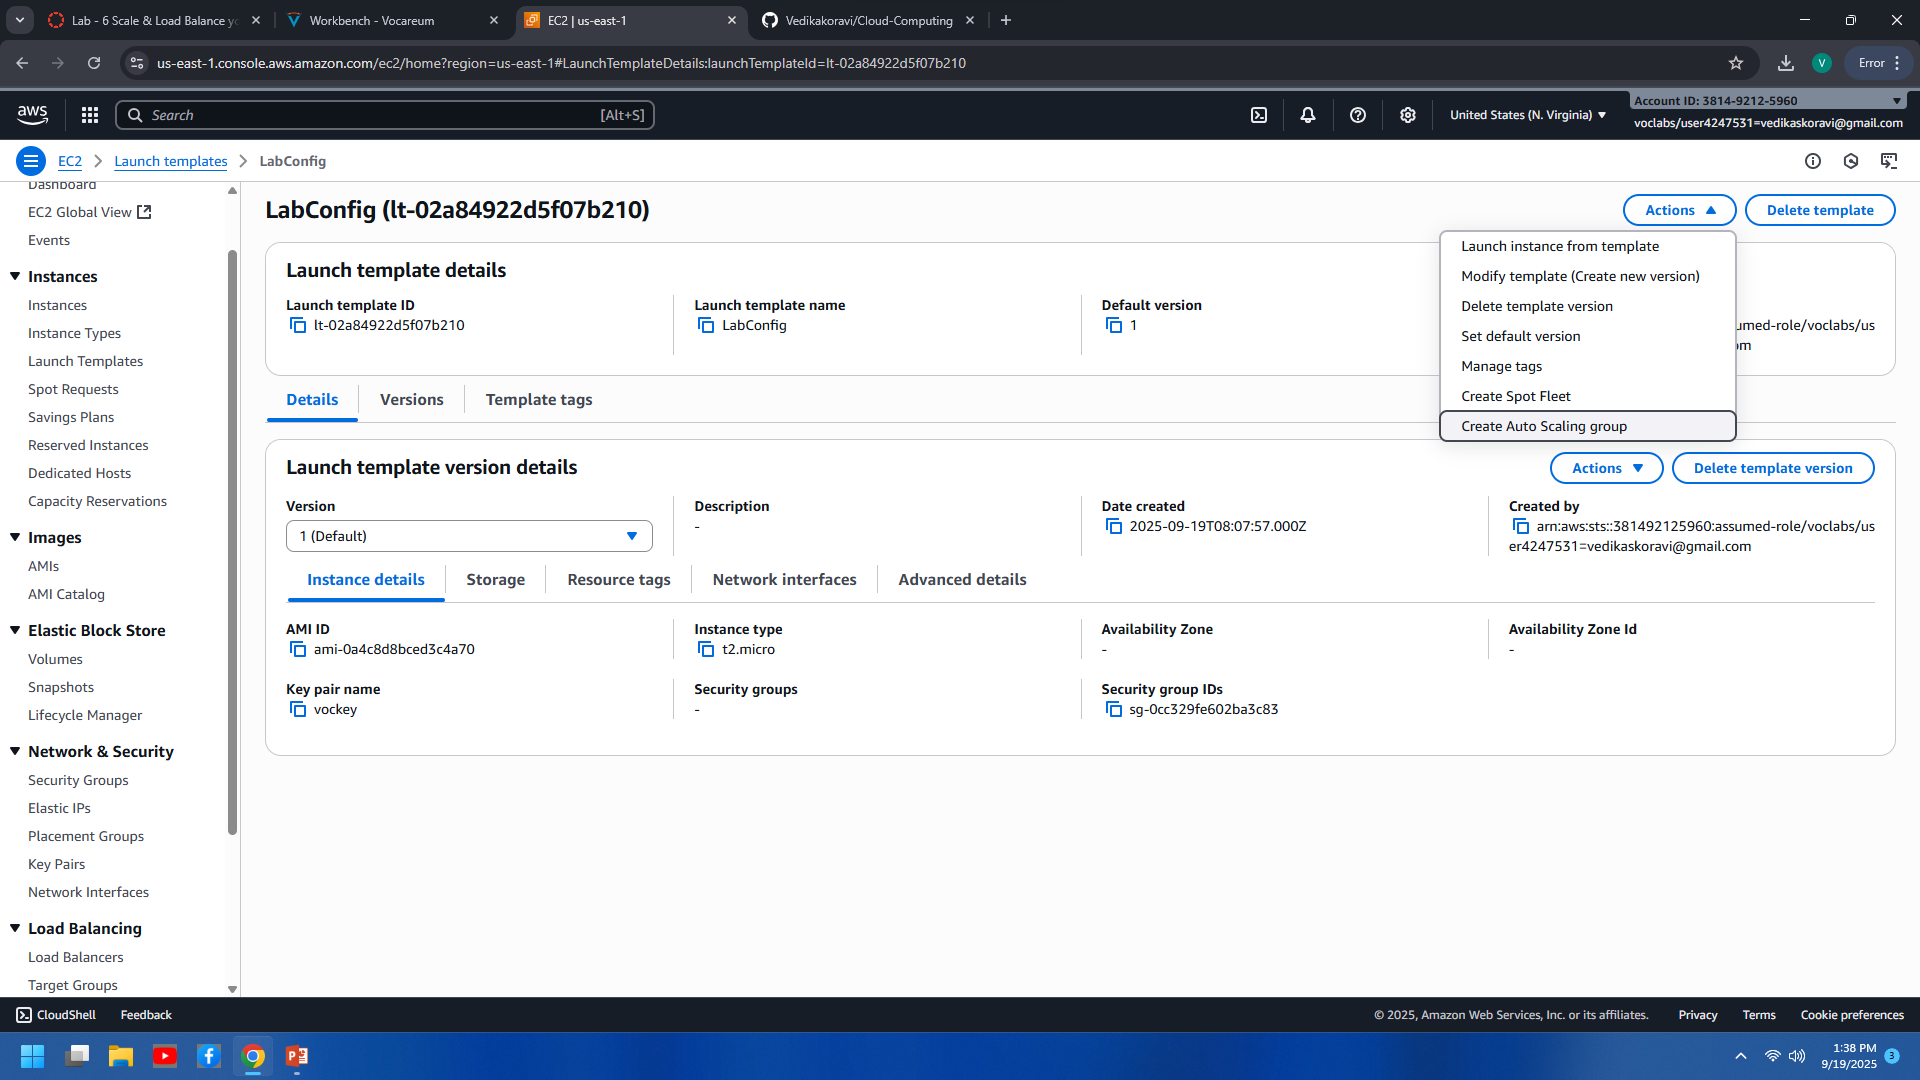 Lab - 6 Scale & Load Balance yo
Workbench - Vocareum
EC2 | us-east-1
Vedikakoravi/Cloud-Computing
us-east-1.console.aws.amazon.com/ec2/home?region=us-east-1#LaunchTemplateDetails:launchTemplateId=lt-02a84922d5f07b210
V
Error
aws
Search
[Alt+S]
United States (N. Virginia)
Account ID: 3814-9212-5960
voclabs/user4247531=vedikaskoravi@gmail.com
EC2
Launch templates
LabConfig
Dashboard
EC2 Global View
Events
Instances
Instances
Instance Types
Launch Templates
Spot Requests
Savings Plans
Reserved Instances
Dedicated Hosts
Capacity Reservations
Images
AMIs
AMI Catalog
Elastic Block Store
Volumes
Snapshots
Lifecycle Manager
Network & Security
Security Groups
Elastic IPs
Placement Groups
Key Pairs
Network Interfaces
Load Balancing
Load Balancers
Target Groups
LabConfig (lt-02a84922d5f07b210)
Actions
Delete template
Launch instance from template
Modify template (Create new version)
Delete template version
Set default version
Manage tags
Create Spot Fleet
Create Auto Scaling group
Launch template details
Launch template ID
lt-02a84922d5f07b210
Launch template name
LabConfig
Default version
1
umed-role/voclabs/us
om
Details
Versions
Template tags
Launch template version details
Actions
Delete template version
Version
1 (Default)
Description
-
Date created
2025-09-19T08:07:57.000Z
Created by
arn:aws:sts::381492125960:assumed-role/voclabs/us
er4247531=vedikaskoravi@gmail.com
Instance details
Storage
Resource tags
Network interfaces
Advanced details
AMI ID
ami-0a4c8d8bced3c4a70
Instance type
t2.micro
Availability Zone
-
Availability Zone Id
-
Key pair name
vockey
Security groups
-
Security group IDs
sg-0cc329fe602ba3c83
CloudShell
Feedback
© 2025, Amazon Web Services, Inc. or its affiliates.
Privacy
Terms
Cookie preferences
1:38 PM
9/19/2025
3